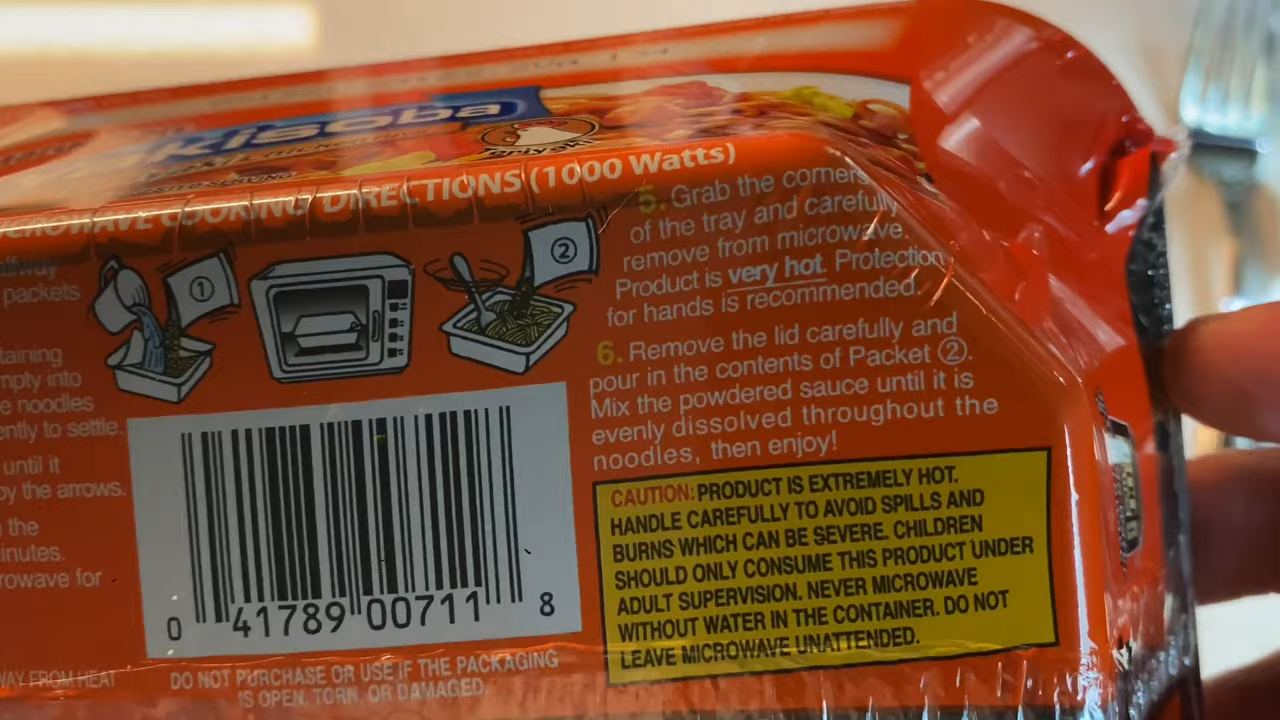 kisoba
Teriyaki
COOKING DIRECTIONS (1000 Watts)
packets
into
noodles
to settle.
until it
by the arrows.
the
for
1
2
5. Grab the corners
of the tray and carefully
remove from microwave.
Product is very hot. Protection
for hands is recommended.
6. Remove the lid carefully and
pour in the contents of Packet ②.
Mix the powdered sauce until it is
evenly dissolved throughout the
noodles, then enjoy!
0 41789 00711 8
CAUTION: PRODUCT IS EXTREMELY HOT.
HANDLE CAREFULLY TO AVOID SPILLS AND
BURNS WHICH CAN BE SEVERE. CHILDREN
SHOULD ONLY CONSUME THIS PRODUCT UNDER
ADULT SUPERVISION. NEVER MICROWAVE
WITHOUT WATER IN THE CONTAINER. DO NOT
LEAVE MICROWAVE UNATTENDED.
FROM HEAT
DO NOT PURCHASE OR USE IF THE PACKAGING
IS OPEN, TORN, OR DAMAGED.